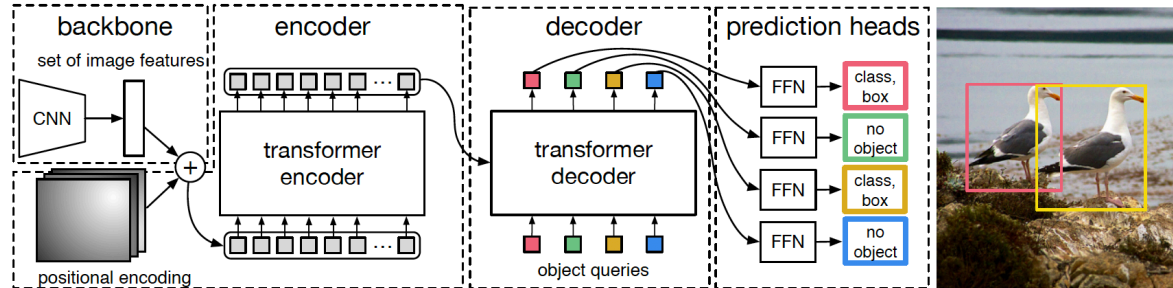 backbone
set of image features
CNN
+
positional encoding
encoder
...
transformer
encoder
...
decoder
transformer
decoder
object queries
prediction heads
FFN
class,
box
FFN
no
object
FFN
class,
box
FFN
no
object